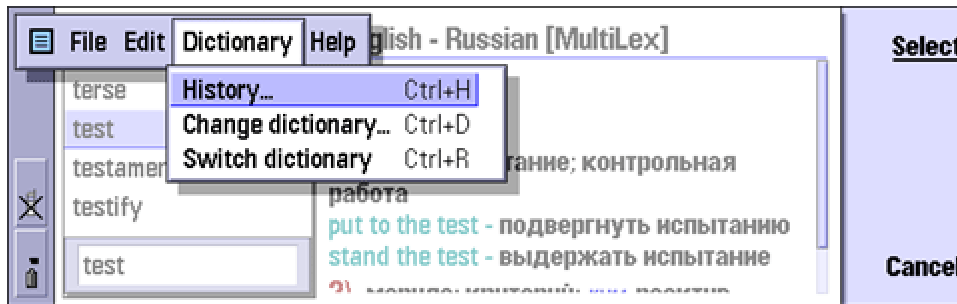 File Edit Dictionary Help glish - Russian [MultiLex]
Select
History... Ctrl+H
Change dictionary... Ctrl+D
Switch dictionary Ctrl+R
terse
test
testamen
testify
test
тание; контрольная
работа
put to the test - подвергнуть испытанию
stand the test - выдержать испытание
2)
Cancel